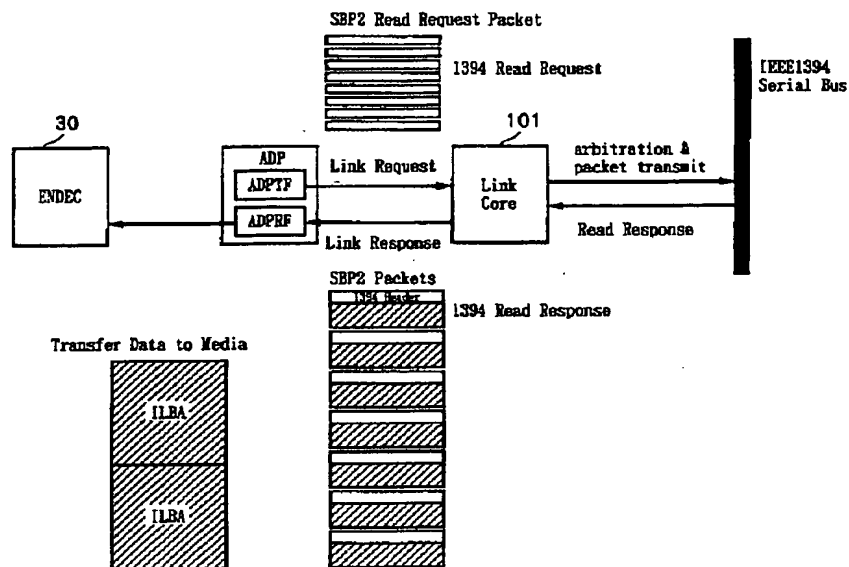 SBP2 Read Request Packet
1394 Read Request
IEEE1394
Serial Bus
30
ENDEC
ADP
ADPTF
ADPRF
Link Request
Link Response
101
Link
Core
arbitration &
packet transmit
Read Response
SBP2 Packets
1394 Header
1394 Read Response
Transfer Data to Media
1LBA
1LBA